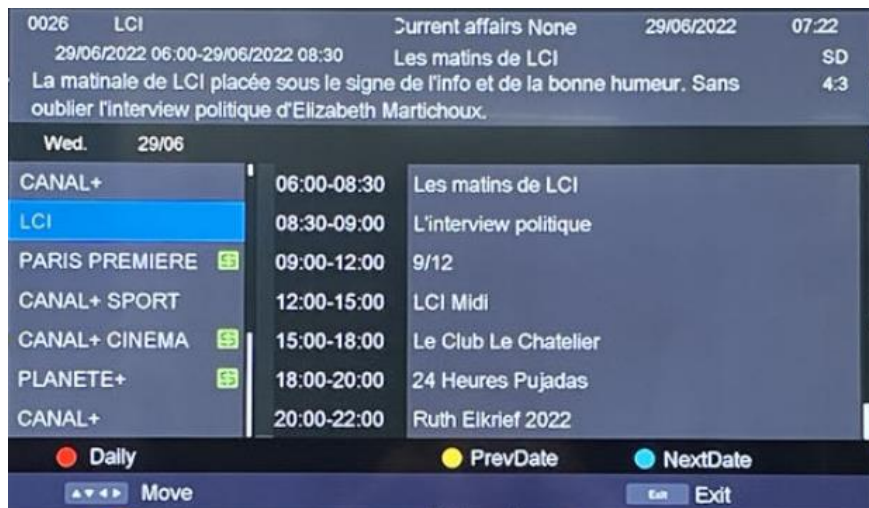 0026 LCI Current affairs None 29/06/2022 07:22
29/06/2022 06:00-29/06/2022 08:30 Les matins de LCI SD
La matinale de LCI placée sous le signe de l'info et de la bonne humeur. Sans 4:3
oublier l'interview politique d'Elizabeth Martichoux.
Wed. 29/06
CANAL+ 06:00-08:30 Les matins de LCI
LCI 08:30-09:00 L'interview politique
PARIS PREMIERE $ 09:00-12:00 9/12
CANAL+ SPORT 12:00-15:00 LCI Midi
CANAL+ CINEMA $ 15:00-18:00 Le Club Le Chatelier
PLANETE+ $ 18:00-20:00 24 Heures Pujadas
CANAL+ 20:00-22:00 Ruth Elkrief 2022
Daily PrevDate NextDate
Move Exit Exit